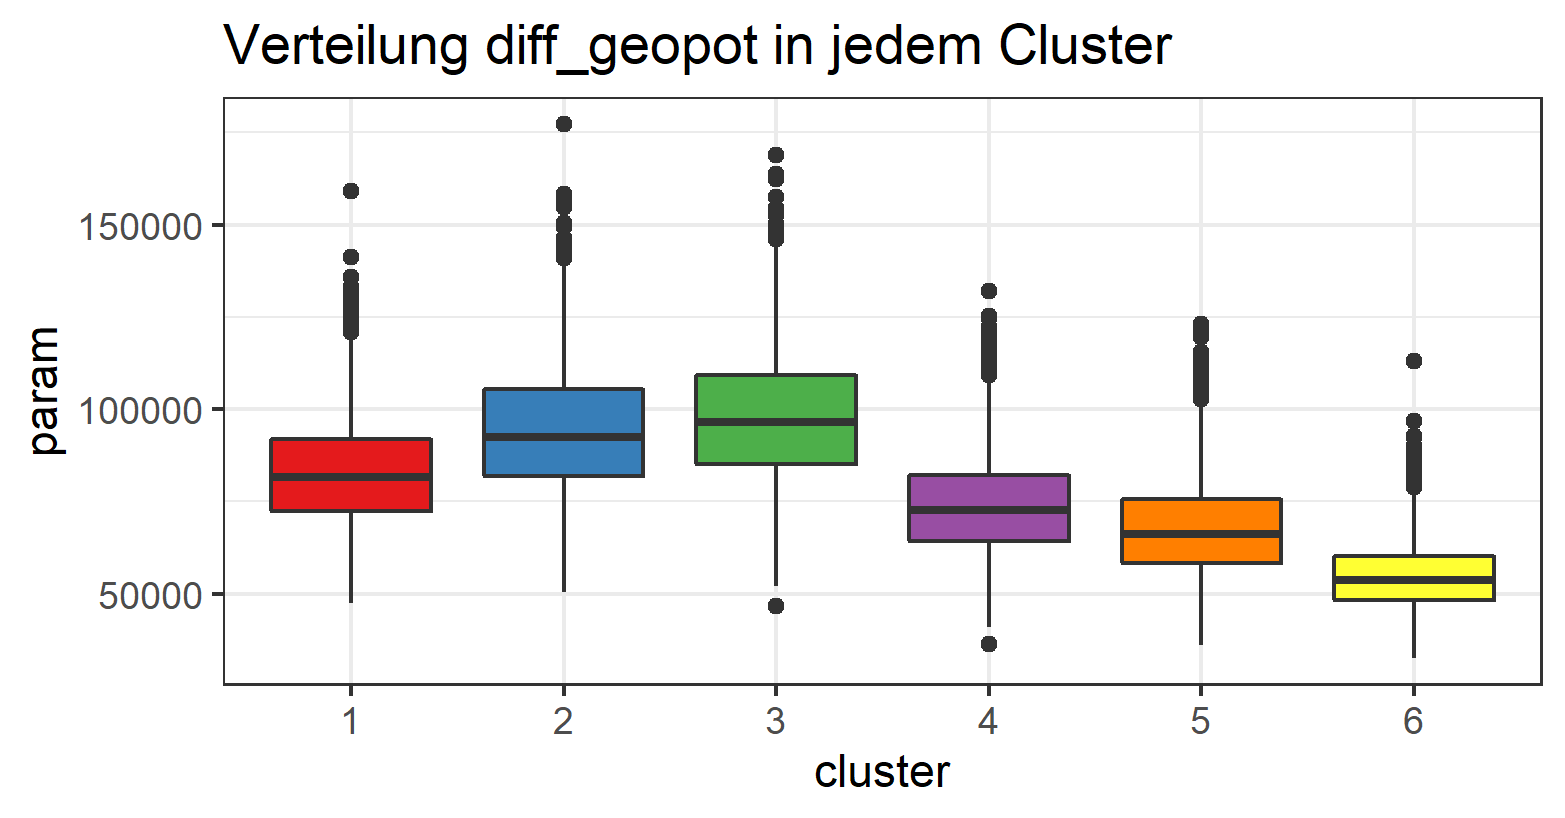 Verteilung diff_geopot in jedem Cluster
param
150000
100000
50000
1 2 3 4 5 6
cluster